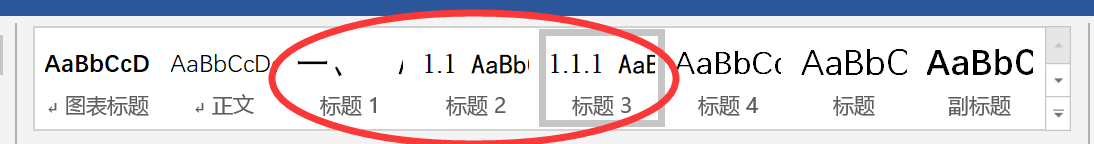 AaBbCcD AaBbCcD 一、 A 1.1 AaBb 1.1.1 AaB AaBbCc AaBbC AaBbC
↲ 图表标题 ↲ 正文 标题 1 标题 2 标题 3 标题 4 标题 副标题